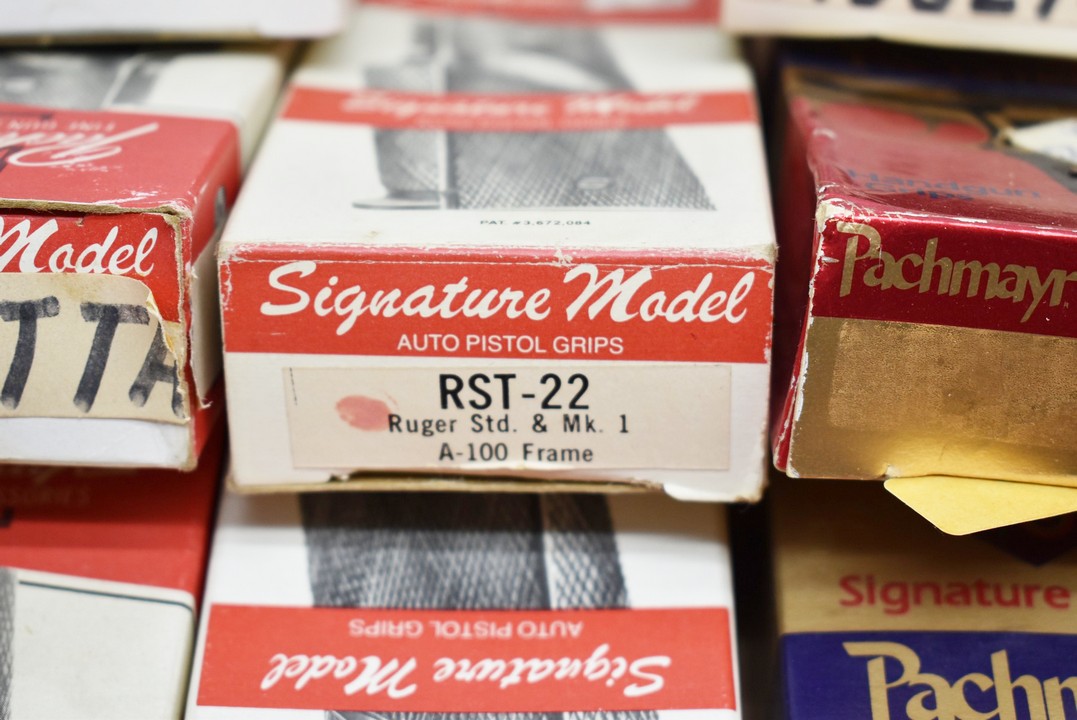 Signature Model
PAT. #3,672,084
Model
TTA
Signature Model
AUTO PISTOL GRIPS
RST-22
Ruger Std. & Mk. 1
A-100 Frame
Handgun
Grips
Pachmayr
AUTO PISTOL GRIPS
Signature Model
Signature
Pachm